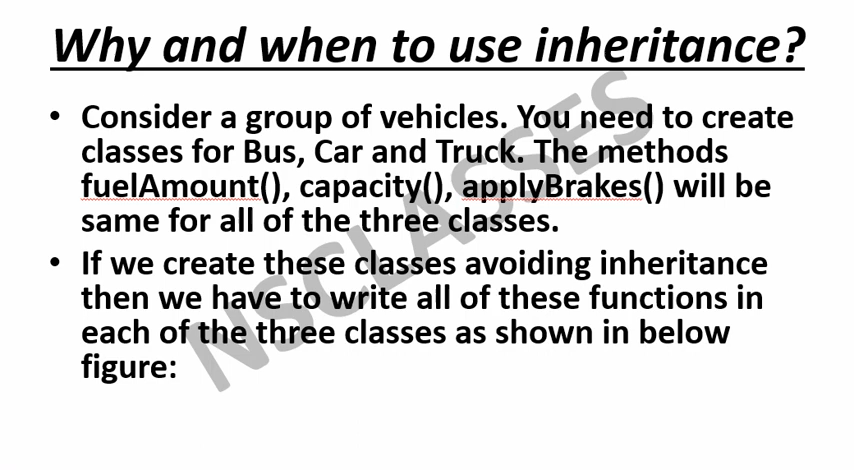 Why and when to use inheritance?
• Consider a group of vehicles. You need to create
classes for Bus, Car and Truck. The methods
fuelAmount(), capacity(), applyBrakes() will be
same for all of the three classes.
• If we create these classes avoiding inheritance
then we have to write all of these functions in
each of the three classes as shown in below
figure:
NSCLASSES